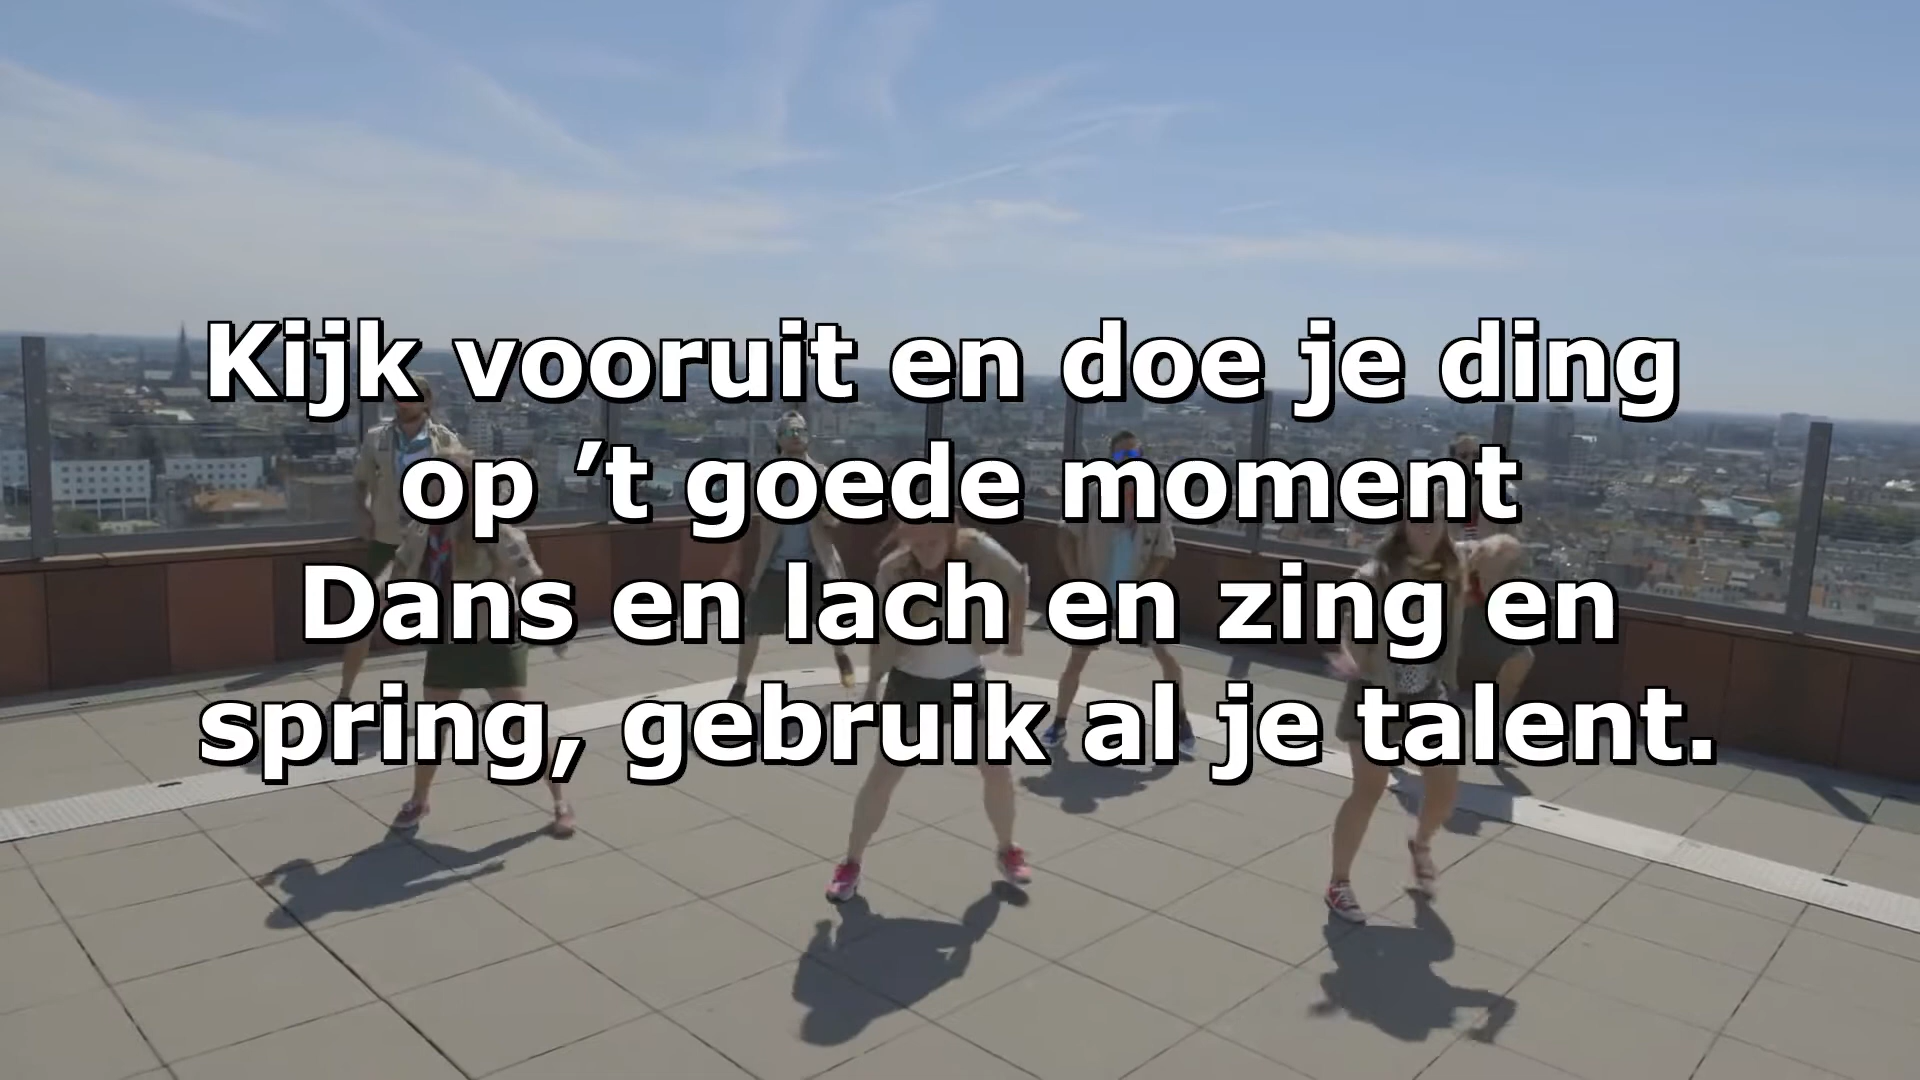 Kijk vooruit en doe je ding
op ’t goede moment
Dans en lach en zing en
spring, gebruik al je talent.